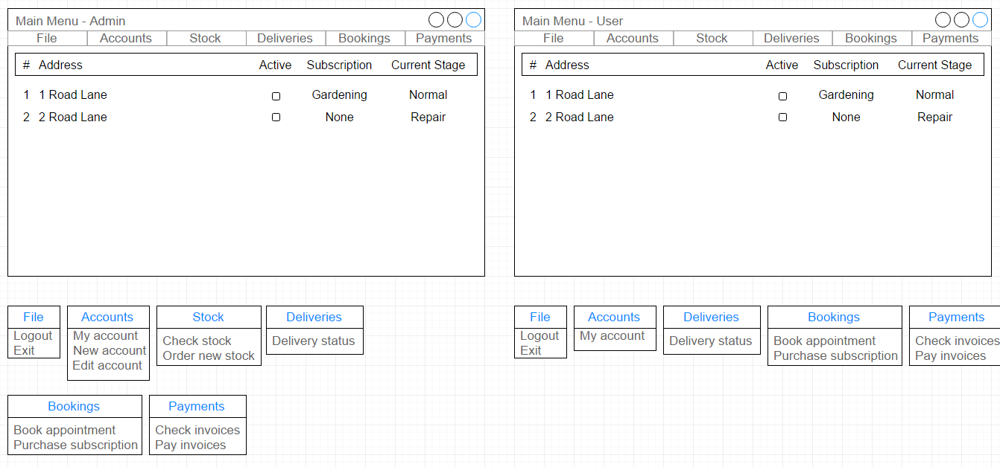 Main Menu - Admin
File Accounts Stock Deliveries Bookings Payments
# Address Active Subscription Current Stage
1 1 Road Lane Gardening Normal
2 2 Road Lane None Repair
File
Logout
Exit
Accounts
My account
New account
Edit account
Stock
Check stock
Order new stock
Deliveries
Delivery status
Bookings
Book appointment
Purchase subscription
Payments
Check invoices
Pay invoices
Main Menu - User
File Accounts Stock Deliveries Bookings Payments
# Address Active Subscription Current Stage
1 1 Road Lane Gardening Normal
2 2 Road Lane None Repair
File
Logout
Exit
Accounts
My account
Deliveries
Delivery status
Bookings
Book appointment
Purchase subscription
Payments
Check invoices
Pay invoices